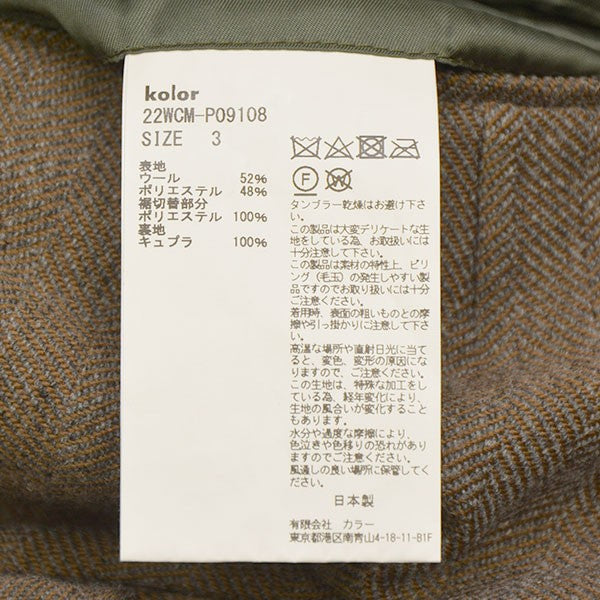 kolor
22WCM-P09108
SIZE 3
表地
ウール 52%
ポリエステル 48%
裾切替部分
ポリエステル 100%
裏地
キュプラ 100%
F
W
タンブラー乾燥はお避け下さ
い。
この製品は大変デリケートな生
地をしている為、お取扱いには
十分注意して下さい。
この製品は素材の特性上、ピリ
ング(毛玉)の発生しやすい製
品ですのでお取り扱いには十分
ご注意ください。
着用時、表面の粗いものとの摩
擦や引っ掛かりに注意して下さ
い。
高温な場所や直射日光に当て
ると、変色、変形の原因にな
りますので、ご注意ください。
この生地は、特殊な加工をし
ている為、経年変化により、
生地の風合いが変化すること
もあります。
水分や過度な摩擦により、
色泣きや色移りの恐れがあり
ますのでご注意ください。
風通しの良い場所に保管してく
ださい。
日本製
有限会社 カラー
東京都港区南青山4-18-11-B1F